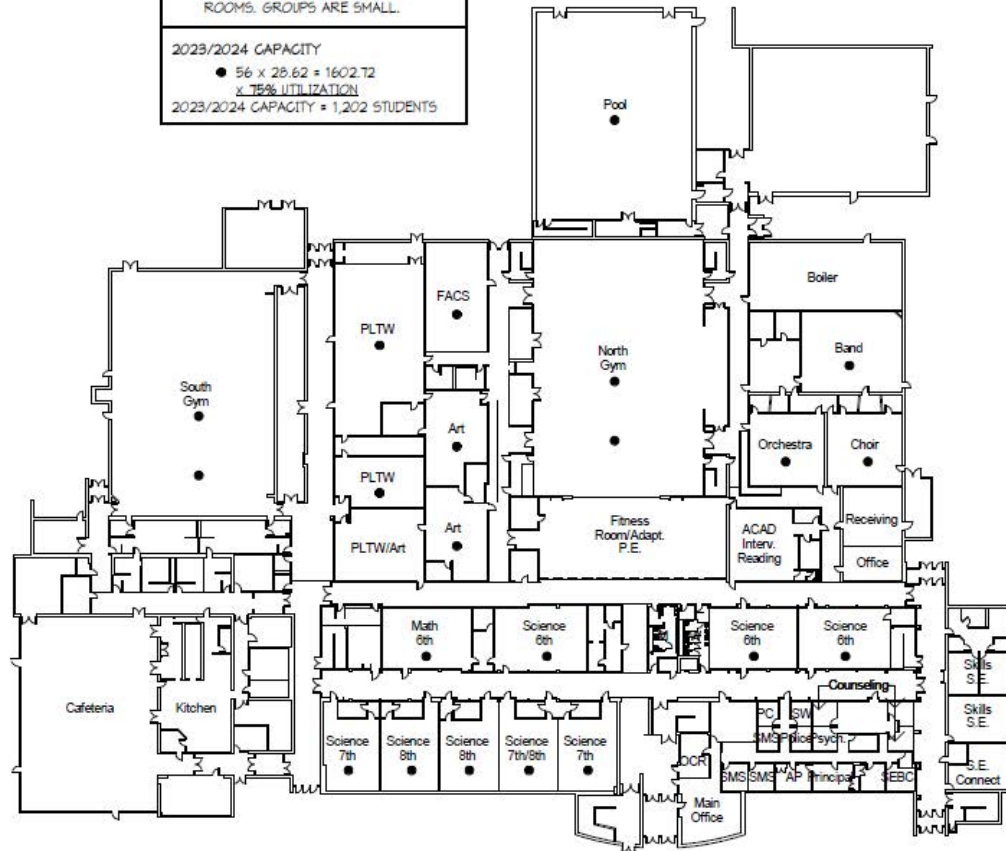 ROOMS. GROUPS ARE SMALL.
2023/2024 CAPACITY
● 56 x 28.62 = 1602.72
x 75% UTILIZATION
2023/2024 CAPACITY = 1,202 STUDENTS
Pool
Boiler
FACS
PLTW
North
Gym
Band
South
Gym
Art
Orchestra
Choir
PLTW
Art
PLTW/Art
Fitness
Room/Adapt.
P.E.
ACAD
Interv.
Reading
Receiving
Office
Math
6th
Science
6th
Science
6th
Science
6th
Skills
S.E.
Counseling
Cafeteria
Kitchen
PC
SW
Skills
S.E.
SMS
Police
Psych.
Science
7th
Science
8th
Science
8th
Science
7th/8th
Science
7th
OCR
SMS
SMS
AP
Principal
SEBC
S.E.
Connect
Main
Office